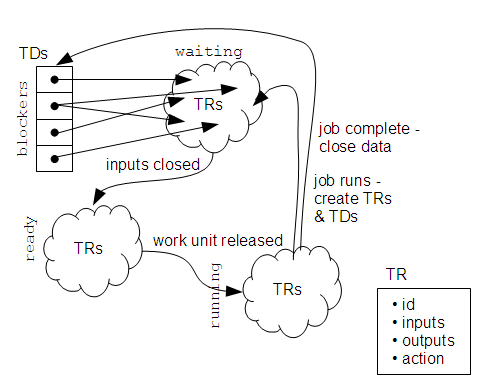 waiting
TDs
blockers
TRs
job complete -
close data
inputs closed
job runs -
create TRs
& TDs
ready
TRs
work unit released
running
TRs
TR
• id
• inputs
• outputs
• action